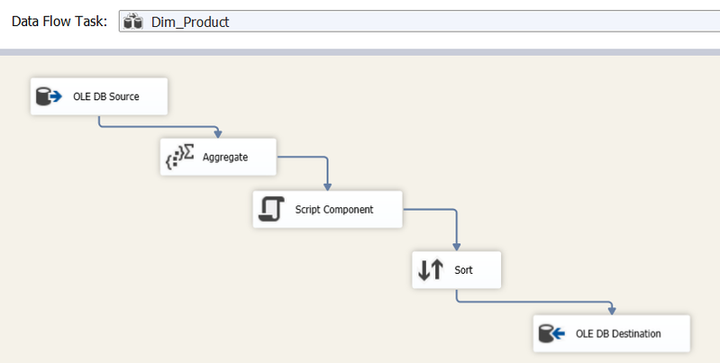 Data Flow Task: Dim_Product
OLE DB Source
Aggregate
Script Component
Sort
OLE DB Destination